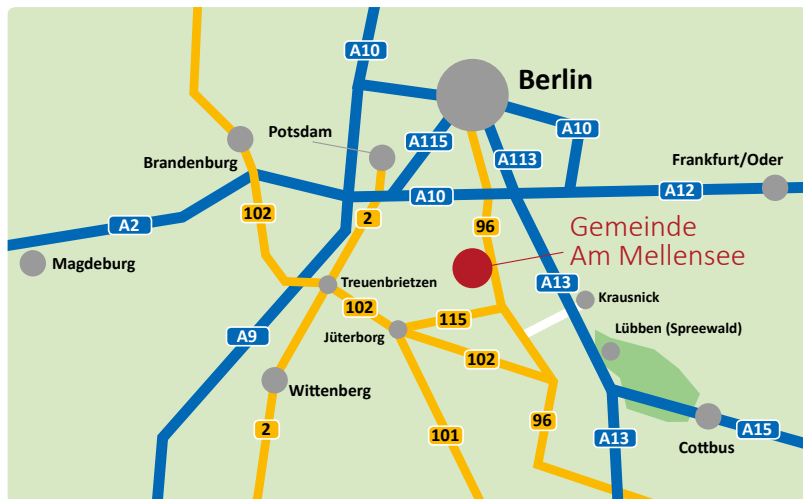 A10
Berlin
Potsdam
A115
A10
Brandenburg
A113
Frankfurt/Oder
A10
A12
102
2
A2
96
Gemeinde
Am Mellensee
Magdeburg
Treuenbrietzen
A13
Krausnick
102
115
A9
Jüterborg
Lübben (Spreewald)
102
Wittenberg
96
2
101
A13
A15
Cottbus